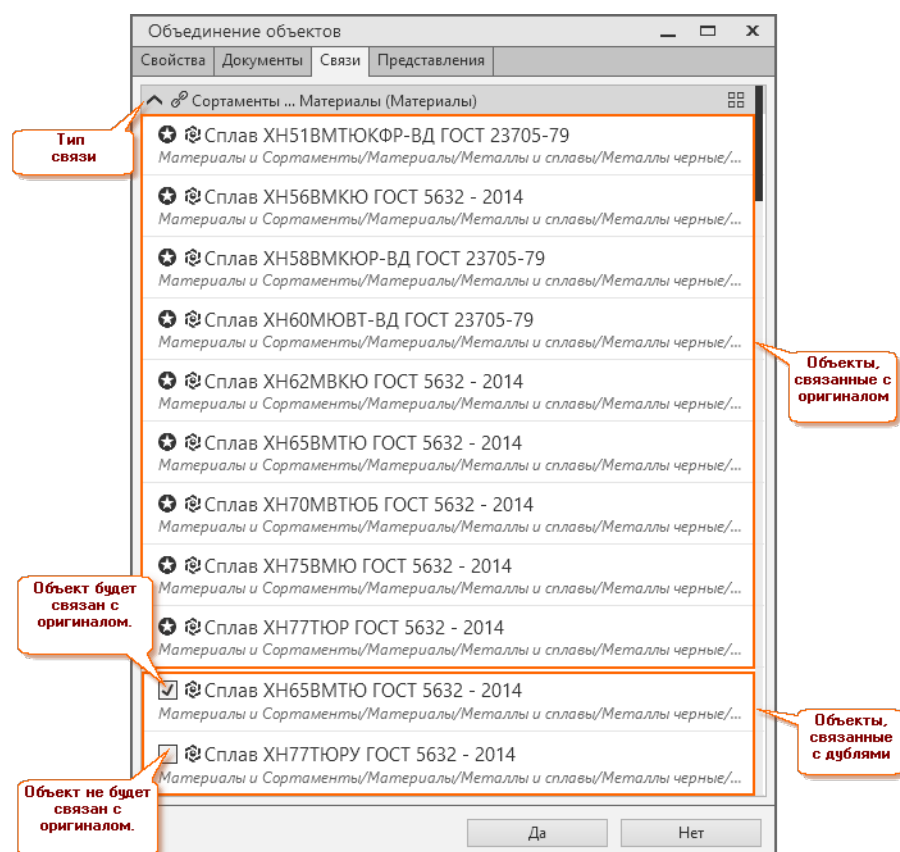 Объединение объектов
Свойства Документы Связи Представления
Сортаменты ... Материалы (Материалы)
Тип
связи
Сплав ХН51ВМТЮКФР-ВД ГОСТ 23705-79
Материалы и Сортаменты/Материалы/Металлы и сплавы/Металлы черные/...
Сплав ХН56ВМКЮ ГОСТ 5632 - 2014
Материалы и Сортаменты/Материалы/Металлы и сплавы/Металлы черные/...
Сплав ХН58ВМКЮР-ВД ГОСТ 23705-79
Материалы и Сортаменты/Материалы/Металлы и сплавы/Металлы черные/...
Сплав ХН60МЮВТ-ВД ГОСТ 23705-79
Материалы и Сортаменты/Материалы/Металлы и сплавы/Металлы черные/...
Объекты,
связанные с
оригиналом
Сплав ХН62МВКЮ ГОСТ 5632 - 2014
Материалы и Сортаменты/Материалы/Металлы и сплавы/Металлы черные/...
Сплав ХН65ВМТЮ ГОСТ 5632 - 2014
Материалы и Сортаменты/Материалы/Металлы и сплавы/Металлы черные/...
Сплав ХН70МВТЮБ ГОСТ 5632 - 2014
Материалы и Сортаменты/Материалы/Металлы и сплавы/Металлы черные/...
Сплав ХН75ВМЮ ГОСТ 5632 - 2014
Материалы и Сортаменты/Материалы/Металлы и сплавы/Металлы черные/...
Объект будет
связан с
оригиналом.
Сплав ХН77ТЮР ГОСТ 5632 - 2014
Материалы и Сортаменты/Материалы/Металлы и сплавы/Металлы черные/...
Сплав ХН65ВМТЮ ГОСТ 5632 - 2014
Материалы и Сортаменты/Материалы/Металлы и сплавы/Металлы черные/...
Объекты,
связанные
с дублями
Сплав ХН77ТЮРУ ГОСТ 5632 - 2014
Материалы и Сортаменты/Материалы/Металлы и сплавы/Металлы черные/...
Объект не будет
связан с
оригиналом.
Да Нет